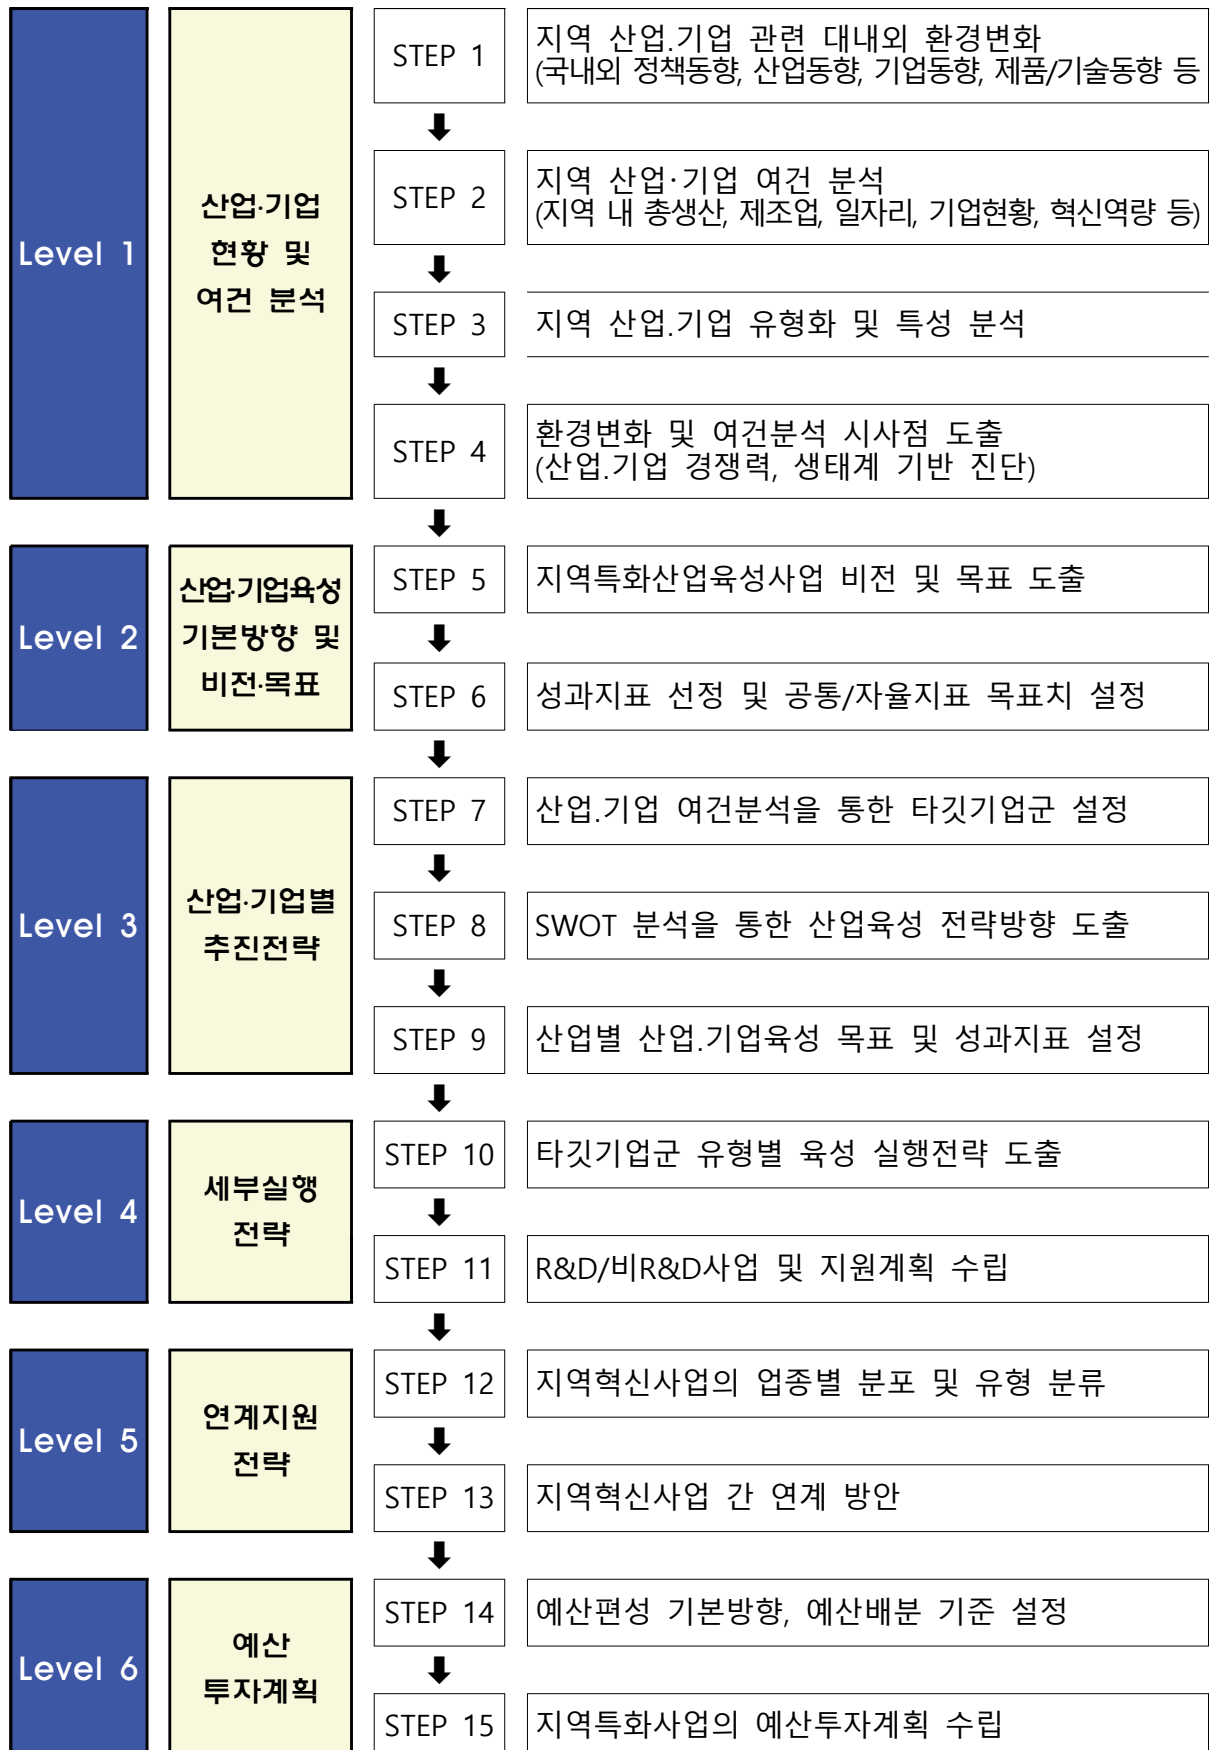 Level 1
산업·기업
현황 및
여건 분석
STEP 1
지역 산업.기업 관련 대내외 환경변화
(국내외 정책동향, 산업동향, 기업동향, 제품/기술동향 등
STEP 2
지역 산업·기업 여건 분석
(지역 내 총생산, 제조업, 일자리, 기업현황, 혁신역량 등)
STEP 3
지역 산업.기업 유형화 및 특성 분석
STEP 4
환경변화 및 여건분석 시사점 도출
(산업.기업 경쟁력, 생태계 기반 진단)
Level 2
산업·기업육성
기본방향 및
비전·목표
STEP 5
지역특화산업육성사업 비전 및 목표 도출
STEP 6
성과지표 선정 및 공통/자율지표 목표치 설정
Level 3
산업·기업별
추진전략
STEP 7
산업.기업 여건분석을 통한 타깃기업군 설정
STEP 8
SWOT 분석을 통한 산업육성 전략방향 도출
STEP 9
산업별 산업.기업육성 목표 및 성과지표 설정
Level 4
세부실행
전략
STEP 10
타깃기업군 유형별 육성 실행전략 도출
STEP 11
R&D/비R&D사업 및 지원계획 수립
Level 5
연계지원
전략
STEP 12
지역혁신사업의 업종별 분포 및 유형 분류
STEP 13
지역혁신사업 간 연계 방안
Level 6
예산
투자계획
STEP 14
예산편성 기본방향, 예산배분 기준 설정
STEP 15
지역특화사업의 예산투자계획 수립